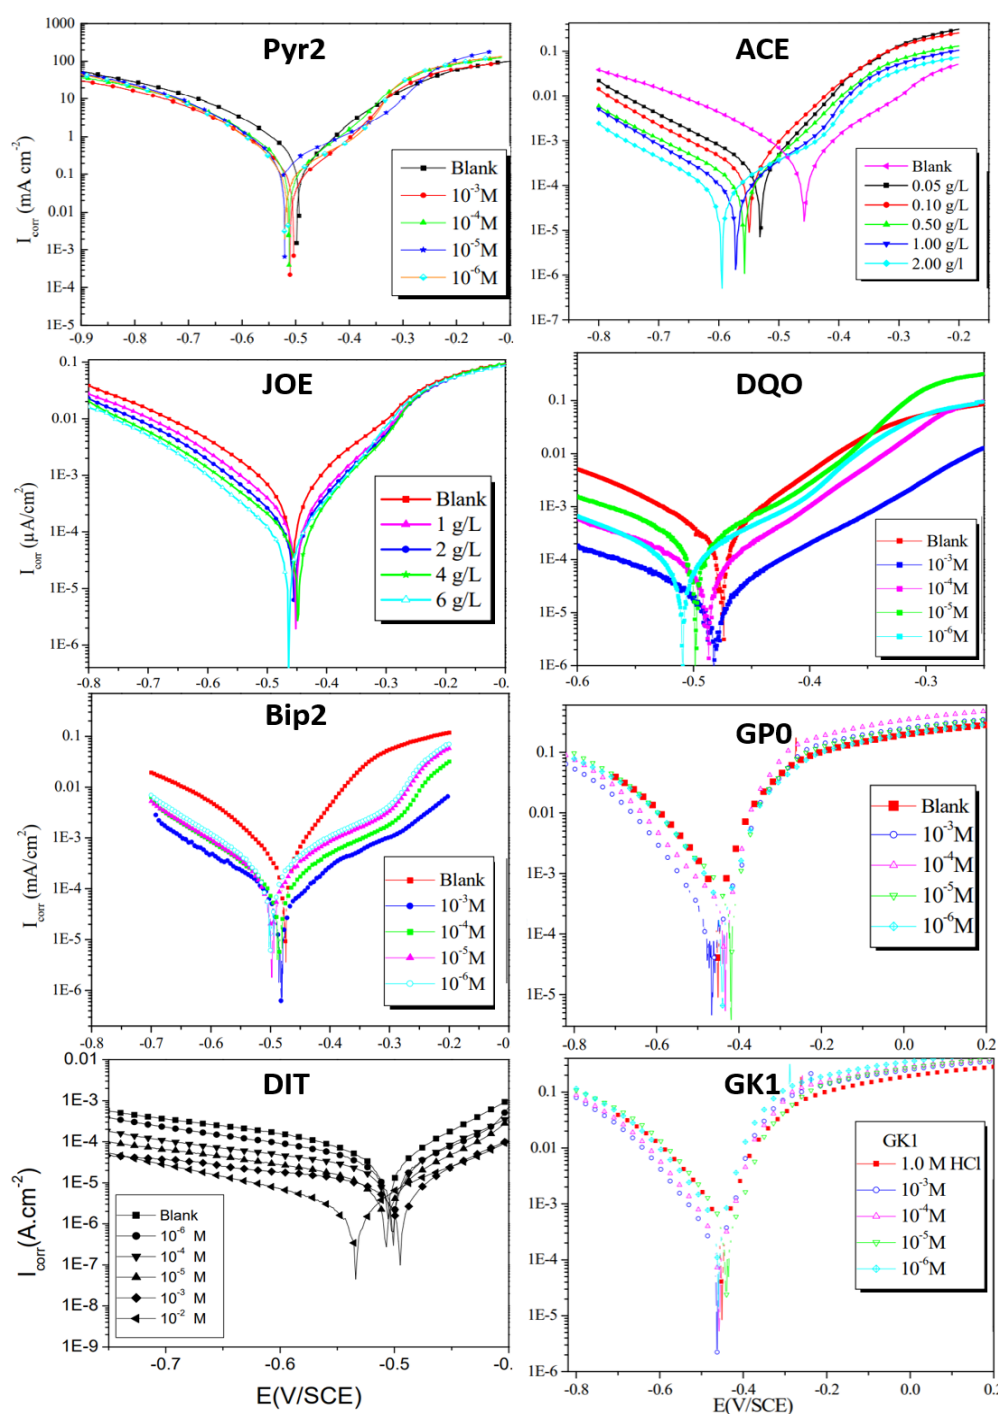 Pyr2
1000
100
10
1
0.1
0.01
1E-3
1E-4
1E-5
I_corr (mA cm⁻²)
Blank
10⁻³M
10⁻⁴M
10⁻⁵M
10⁻⁶M
-0.9 -0.8 -0.7 -0.6 -0.5 -0.4 -0.3 -0.2 -0.1
ACE
0.1
0.01
1E-3
1E-4
1E-5
1E-6
1E-7
Blank
0.05 g/L
0.10 g/L
0.50 g/L
1.00 g/L
2.00 g/l
-0.8 -0.7 -0.6 -0.5 -0.4 -0.3 -0.2
JOE
0.1
0.01
1E-3
1E-4
1E-5
1E-6
I_corr (µA/cm²)
Blank
1 g/L
2 g/L
4 g/L
6 g/L
-0.8 -0.7 -0.6 -0.5 -0.4 -0.3 -0.2 -0.1
DQO
0.1
0.01
1E-3
1E-4
1E-5
1E-6
Blank
10⁻³M
10⁻⁴M
10⁻⁵M
10⁻⁶M
-0.6 -0.5 -0.4 -0.3
Bip2
0.1
0.01
1E-3
1E-4
1E-5
1E-6
I_corr (mA/cm²)
Blank
10⁻³M
10⁻⁴M
10⁻⁵M
10⁻⁶M
-0.8 -0.7 -0.6 -0.5 -0.4 -0.3 -0.2 -0.1
GP0
0.1
0.01
1E-3
1E-4
1E-5
Blank
10⁻³M
10⁻⁴M
10⁻⁵M
10⁻⁶M
-0.8 -0.6 -0.4 -0.2 0.0 0.2
DIT
0.01
1E-3
1E-4
1E-5
1E-6
1E-7
1E-8
1E-9
I_corr(A.cm⁻²)
Blank
10⁻⁶ M
10⁻⁴ M
10⁻⁵ M
10⁻³ M
10⁻² M
-0.7 -0.6 -0.5
E(V/SCE)
GK1
0.1
0.01
1E-3
1E-4
1E-5
1E-6
GK1
1.0 M HCl
10⁻³M
10⁻⁴M
10⁻⁵M
10⁻⁶M
-0.8 -0.6 -0.4 -0.2 0.0 0.2
E(V/SCE)